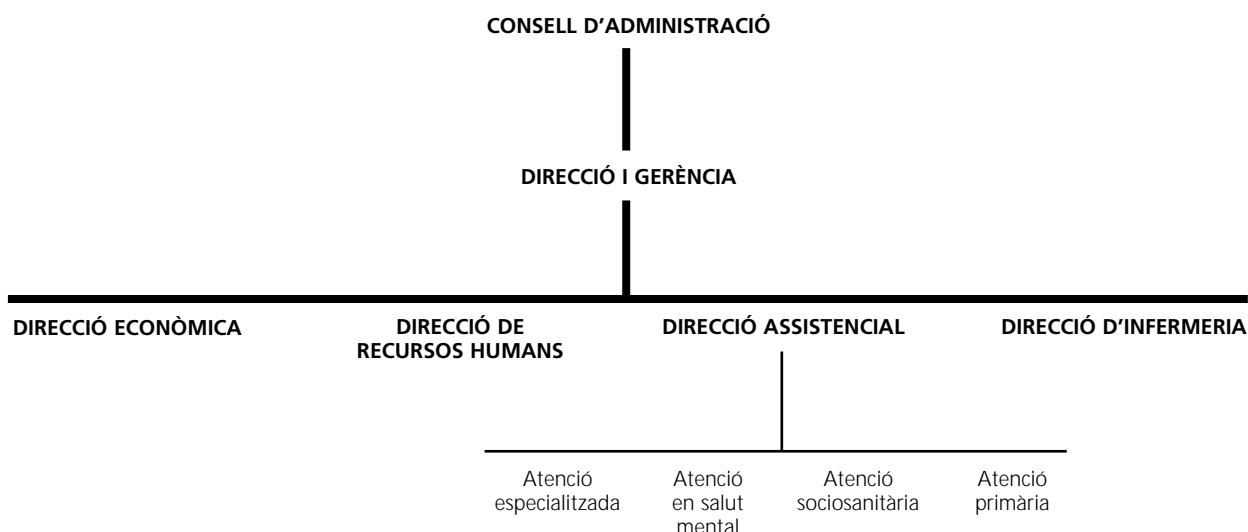 CONSELL D'ADMINISTRACIÓ
DIRECCIÓ I GERÈNCIA
DIRECCIÓ ECONÒMICA
DIRECCIÓ DE
RECURSOS HUMANS
DIRECCIÓ ASSISTENCIAL
DIRECCIÓ D'INFERMERIA
Atenció
especialitzada
Atenció
en salut
mental
Atenció
sociosanitària
Atenció
primària